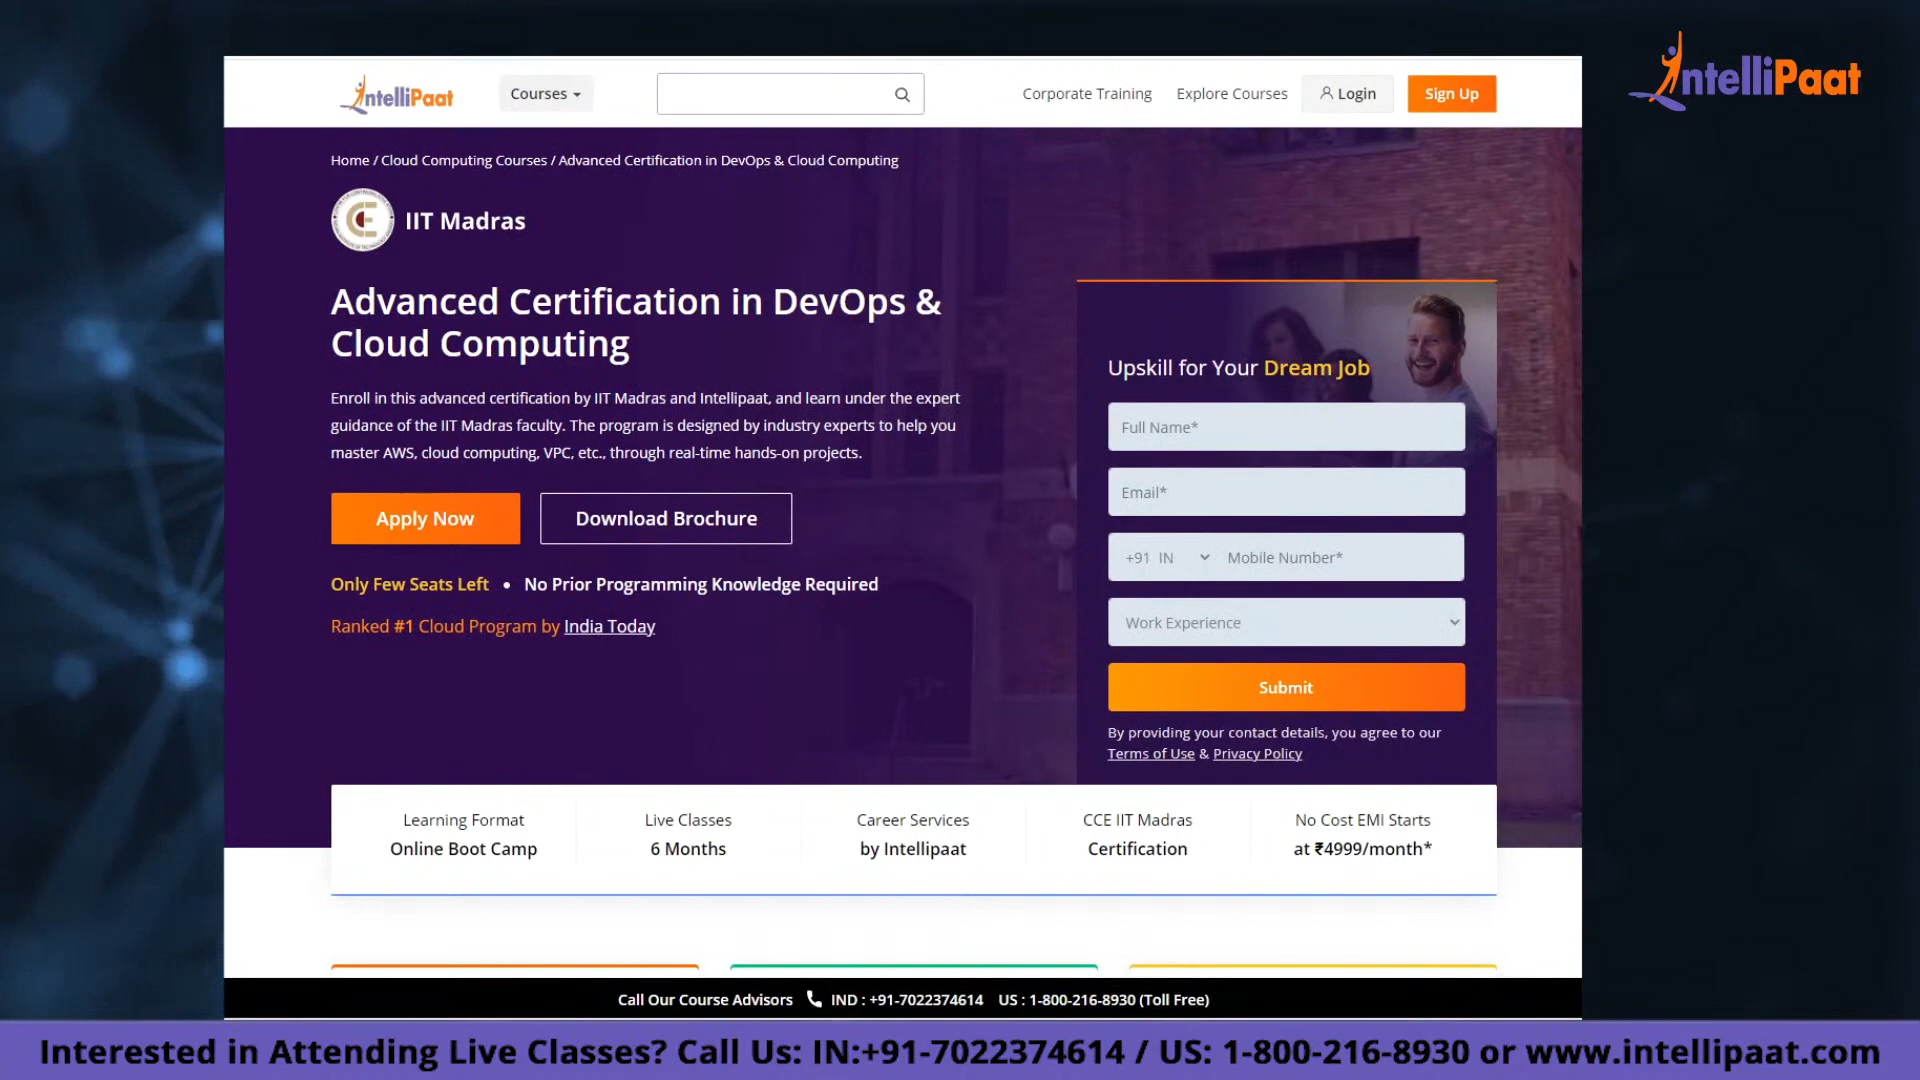 IntelliPaat
IntelliPaat
Courses
Corporate Training
Explore Courses
Login
Sign Up
Home / Cloud Computing Courses / Advanced Certification in DevOps & Cloud Computing
IIT Madras
Advanced Certification in DevOps &
Cloud Computing
Enroll in this advanced certification by IIT Madras and Intellipaat, and learn under the expert
guidance of the IIT Madras faculty. The program is designed by industry experts to help you
master AWS, cloud computing, VPC, etc., through real-time hands-on projects.
Apply Now
Download Brochure
Only Few Seats Left • No Prior Programming Knowledge Required
Ranked #1 Cloud Program by India Today
Upskill for Your Dream Job
Full Name*
Email*
+91 IN
Mobile Number*
Work Experience
Submit
By providing your contact details, you agree to our
Terms of Use & Privacy Policy
Learning Format
Online Boot Camp
Live Classes
6 Months
Career Services
by Intellipaat
CCE IIT Madras
Certification
No Cost EMI Starts
at ₹4999/month*
Call Our Course Advisors IND : +91-7022374614 US : 1-800-216-8930 (Toll Free)
Interested in Attending Live Classes? Call Us: IN:+91-7022374614 / US: 1-800-216-8930 or www.intellipaat.com